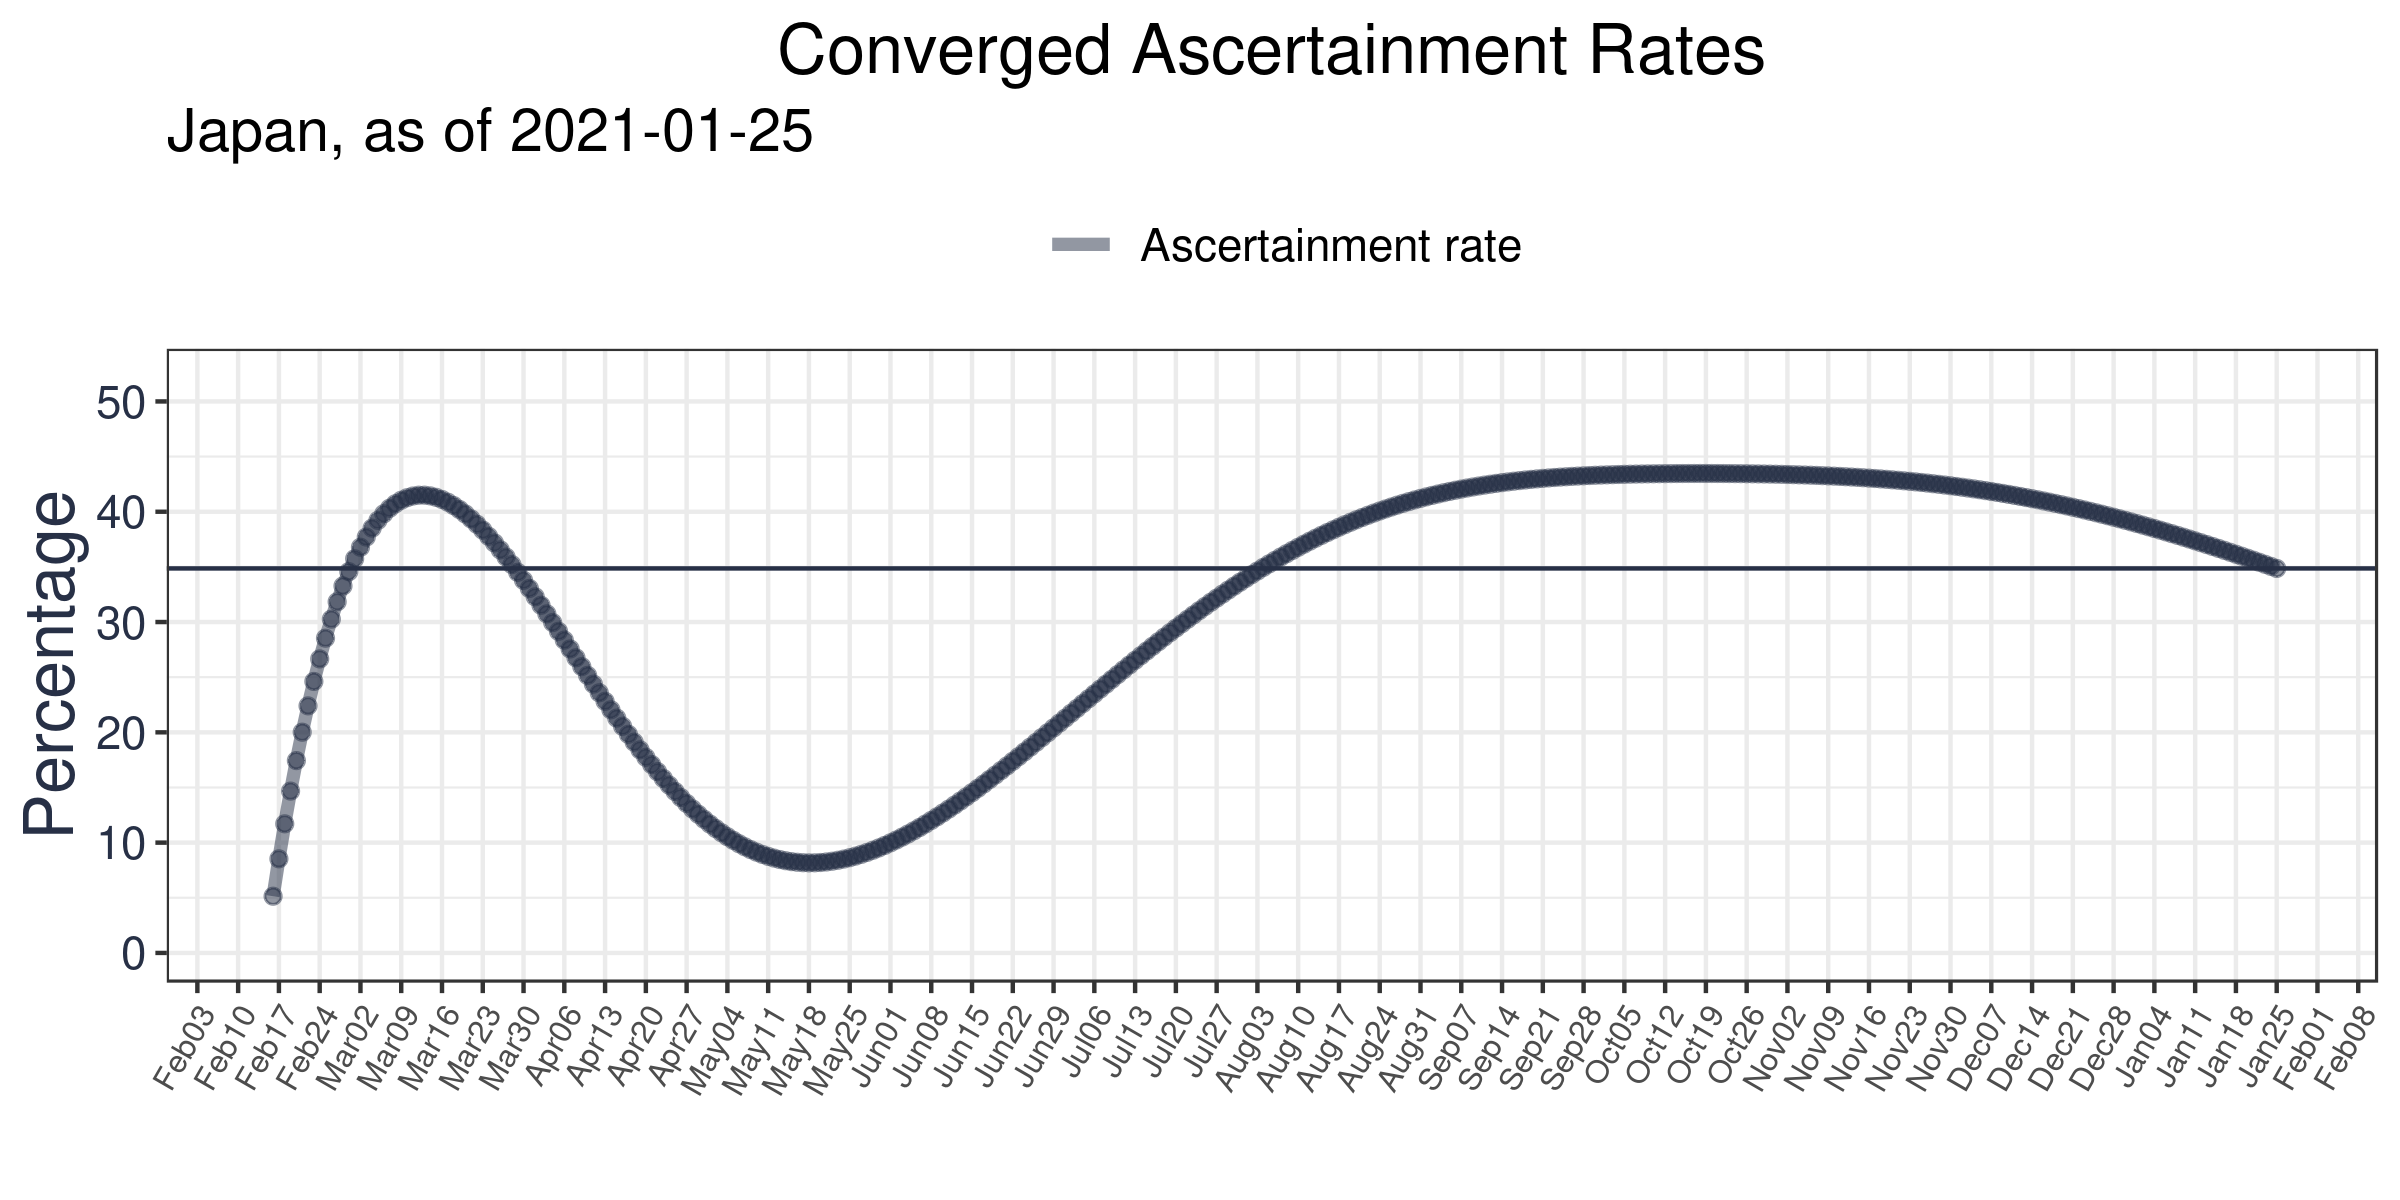 Converged Ascertainment Rates
Japan, as of 2021-01-25
Ascertainment rate
Percentage
50
40
30
20
10
0
Feb03
Feb10
Feb17
Feb24
Mar02
Mar09
Mar16
Mar23
Mar30
Apr06
Apr13
Apr20
Apr27
May04
May11
May18
May25
Jun01
Jun08
Jun15
Jun22
Jun29
Jul06
Jul13
Jul20
Jul27
Aug03
Aug10
Aug17
Aug24
Aug31
Sep07
Sep14
Sep21
Sep28
Oct05
Oct12
Oct19
Oct26
Nov02
Nov09
Nov16
Nov23
Nov30
Dec07
Dec14
Dec21
Dec28
Jan04
Jan11
Jan18
Jan25
Feb01
Feb08